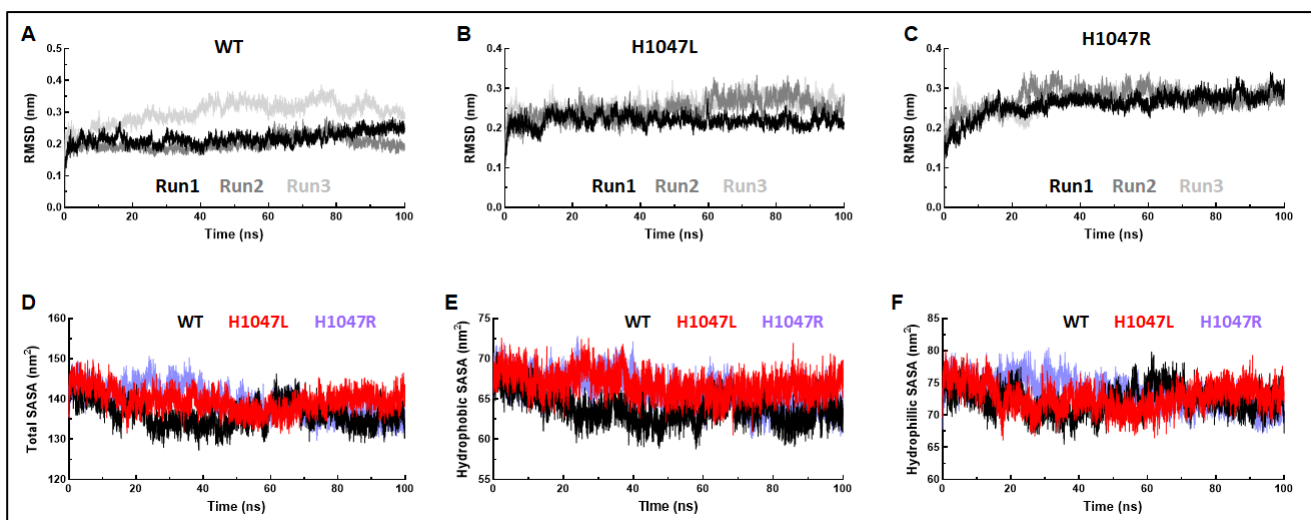 A
WT
0.5
0.4
0.3
0.2
0.1
0.0
RMSD (nm)
Run1 Run2 Run3
0 20 40 60 80 100
Time (ns)
B
H1047L
0.4
0.3
0.2
0.1
0.0
RMSD (nm)
Run1 Run2 Run3
0 20 40 60 80 100
Time (ns)
C
H1047R
0.4
0.3
0.2
0.1
0.0
RMSD (nm)
Run1 Run2 Run3
0 20 40 60 80 100
Time (ns)
D
WT H1047L H1047R
160
150
140
130
120
Total SASA (nm²)
0 20 40 60 80 100
Time (ns)
E
WT H1047L H1047R
75
70
65
60
55
Hydrophobic SASA (nm²)
0 20 40 60 80 100
Time (ns)
F
WT H1047L H1047R
85
80
75
70
65
60
Hydrophilic SASA (nm²)
0 20 40 60 80 100
Time (ns)